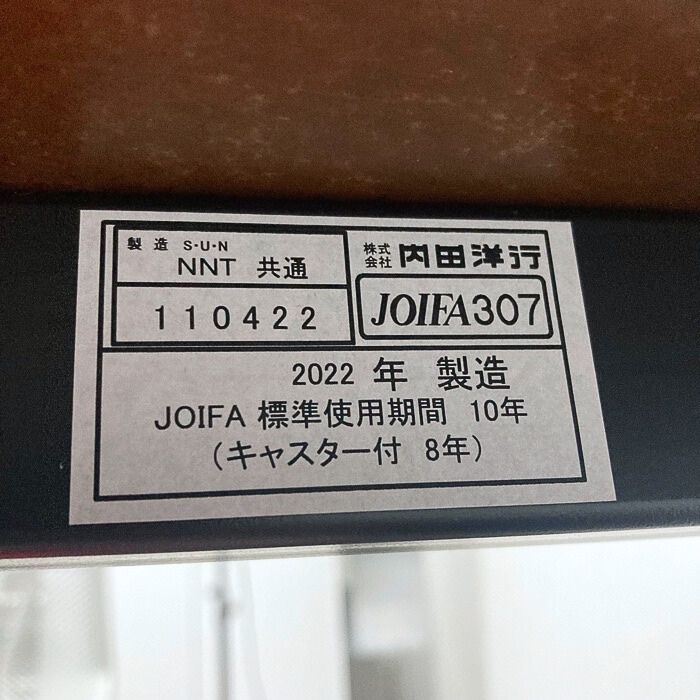 製造 S・U・N
NNT 共通
110422
株式会社 内田洋行
JOIFA307
2022 年 製造
JOIFA 標準使用期間 10年
(キャスター付 8年)